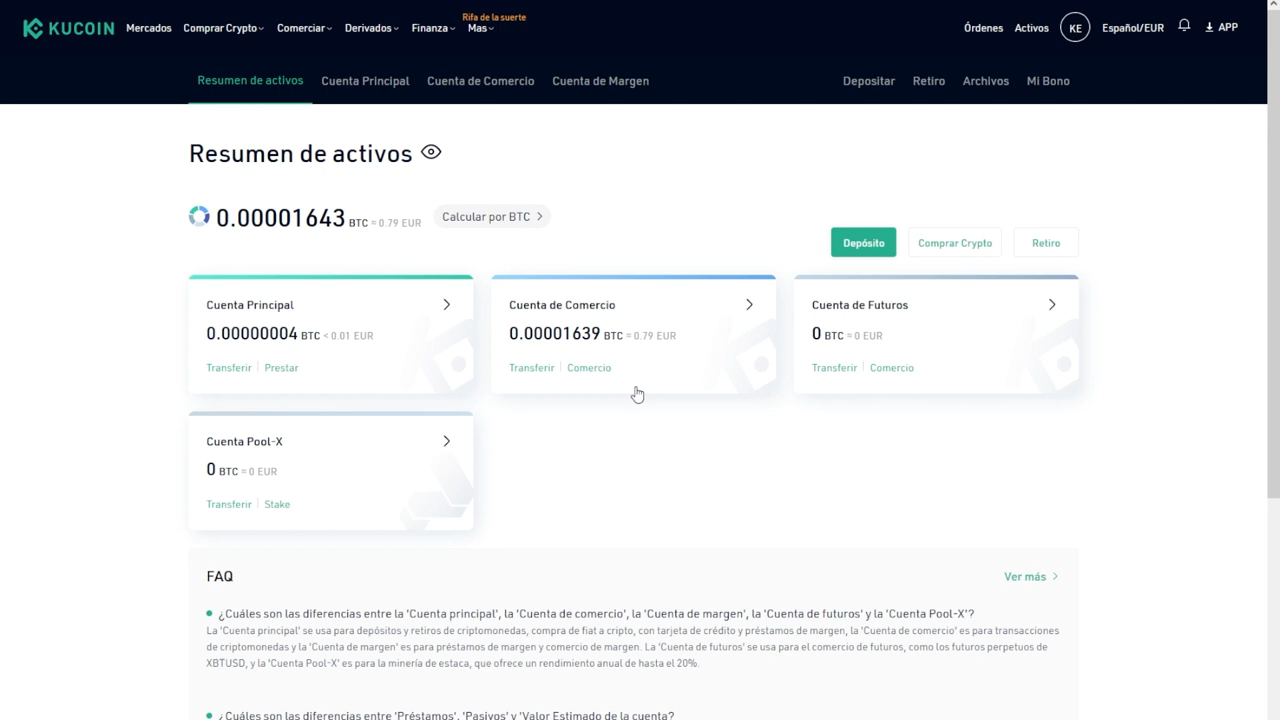 KUCOIN Mercados Comprar Crypto Comerciar Derivados Finanza Rifa de la suerte Mas Órdenes Activos KE Español/EUR APP
Resumen de activos Cuenta Principal Cuenta de Comercio Cuenta de Margen Depositar Retiro Archivos Mi Bono
Resumen de activos
0.00001643 BTC ≈ 0.79 EUR Calcular por BTC
Depósito Comprar Crypto Retiro
Cuenta Principal
0.00000004 BTC < 0.01 EUR
Transferir | Prestar
Cuenta de Comercio
0.00001639 BTC ≈ 0.79 EUR
Transferir | Comercio
Cuenta de Futuros
0 BTC ≈ 0 EUR
Transferir | Comercio
Cuenta Pool-X
0 BTC ≈ 0 EUR
Transferir | Stake
FAQ Ver más
¿Cuáles son las diferencias entre la 'Cuenta principal', la 'Cuenta de comercio', la 'Cuenta de margen', la 'Cuenta de futuros' y la 'Cuenta Pool-X'?
La 'Cuenta principal' se usa para depósitos y retiros de criptomonedas, compra de fiat a cripto, con tarjeta de crédito y préstamos de margen, la 'Cuenta de comercio' es para transacciones
de criptomonedas y la 'Cuenta de margen' es para préstamos de margen y comercio de margen. La 'Cuenta de futuros' se usa para el comercio de futuros, como los futuros perpetuos de
XBTUSD, y la 'Cuenta Pool-X' es para la minería de estaca, que ofrece un rendimiento anual de hasta el 20%.
¿Cuáles son las diferencias entre 'Préstamos', 'Pasivos' y 'Valor Estimado de la cuenta?